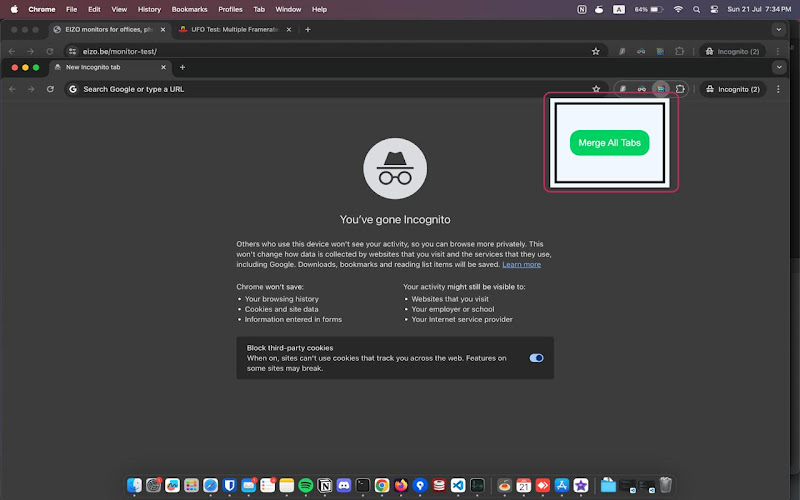 Chrome File Edit View History Bookmarks Profiles Tab Window Help
A 64% Sun 21 Jul 7:34 PM
EIZO monitors for offices, ph
UFO Test: Multiple Framerate
eizo.be/monitor-test/
Incognito (2)
New Incognito tab
Search Google or type a URL
Incognito (2)
Merge All Tabs
You've gone Incognito
Others who use this device won't see your activity, so you can browse more privately. This
won't change how data is collected by websites that you visit and the services that they use,
including Google. Downloads, bookmarks and reading list items will be saved. Learn more
Chrome won't save:
• Your browsing history
• Cookies and site data
• Information entered in forms
Your activity might still be visible to:
• Websites that you visit
• Your employer or school
• Your Internet service provider
Block third-party cookies
When on, sites can't use cookies that track you across the web. Features on
some sites may break.
21